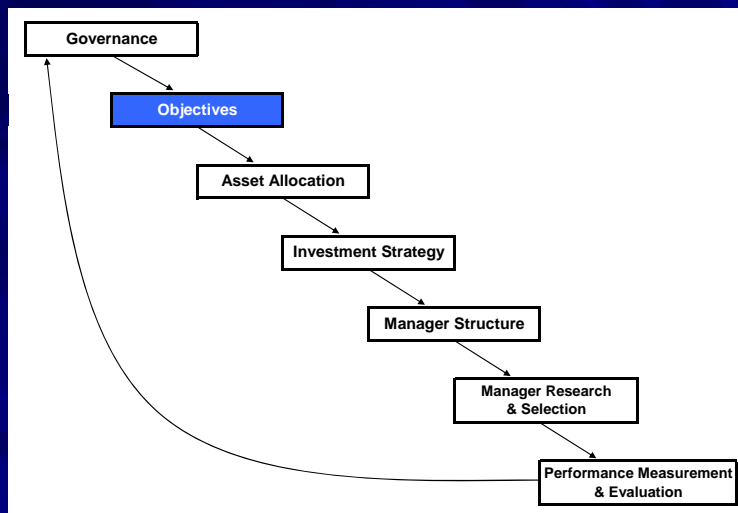 Governance
Objectives
Asset Allocation
Investment Strategy
Manager Structure
Manager Research
& Selection
Performance Measurement
& Evaluation